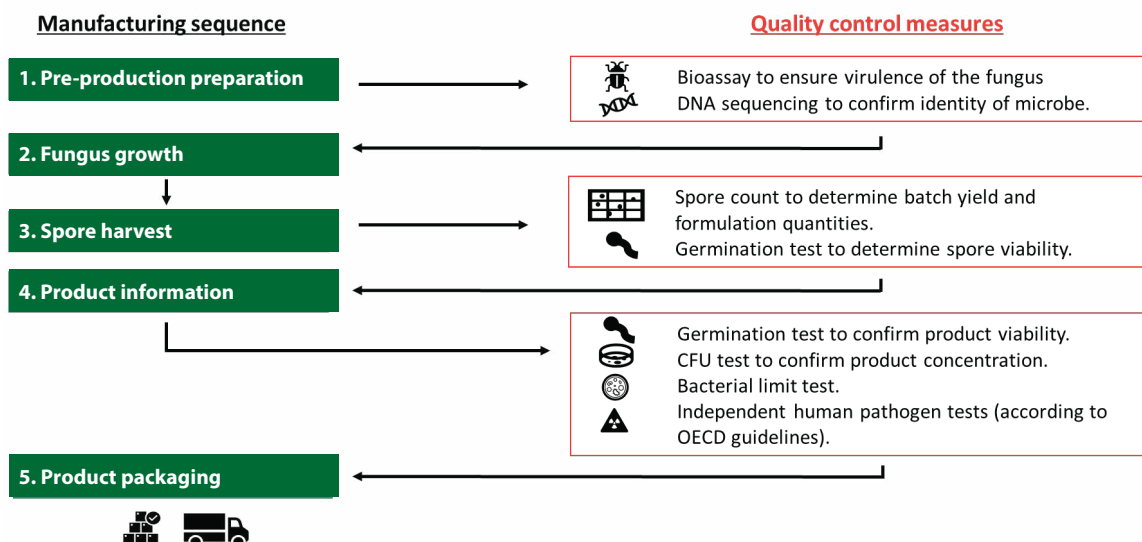 Manufacturing sequence
Quality control measures
1. Pre-production preparation
Bioassay to ensure virulence of the fungus
DNA sequencing to confirm identity of microbe.
2. Fungus growth
Spore count to determine batch yield and
formulation quantities.
3. Spore harvest
Germination test to determine spore viability.
4. Product information
Germination test to confirm product viability.
CFU test to confirm product concentration.
Bacterial limit test.
Independent human pathogen tests (according to
OECD guidelines).
5. Product packaging